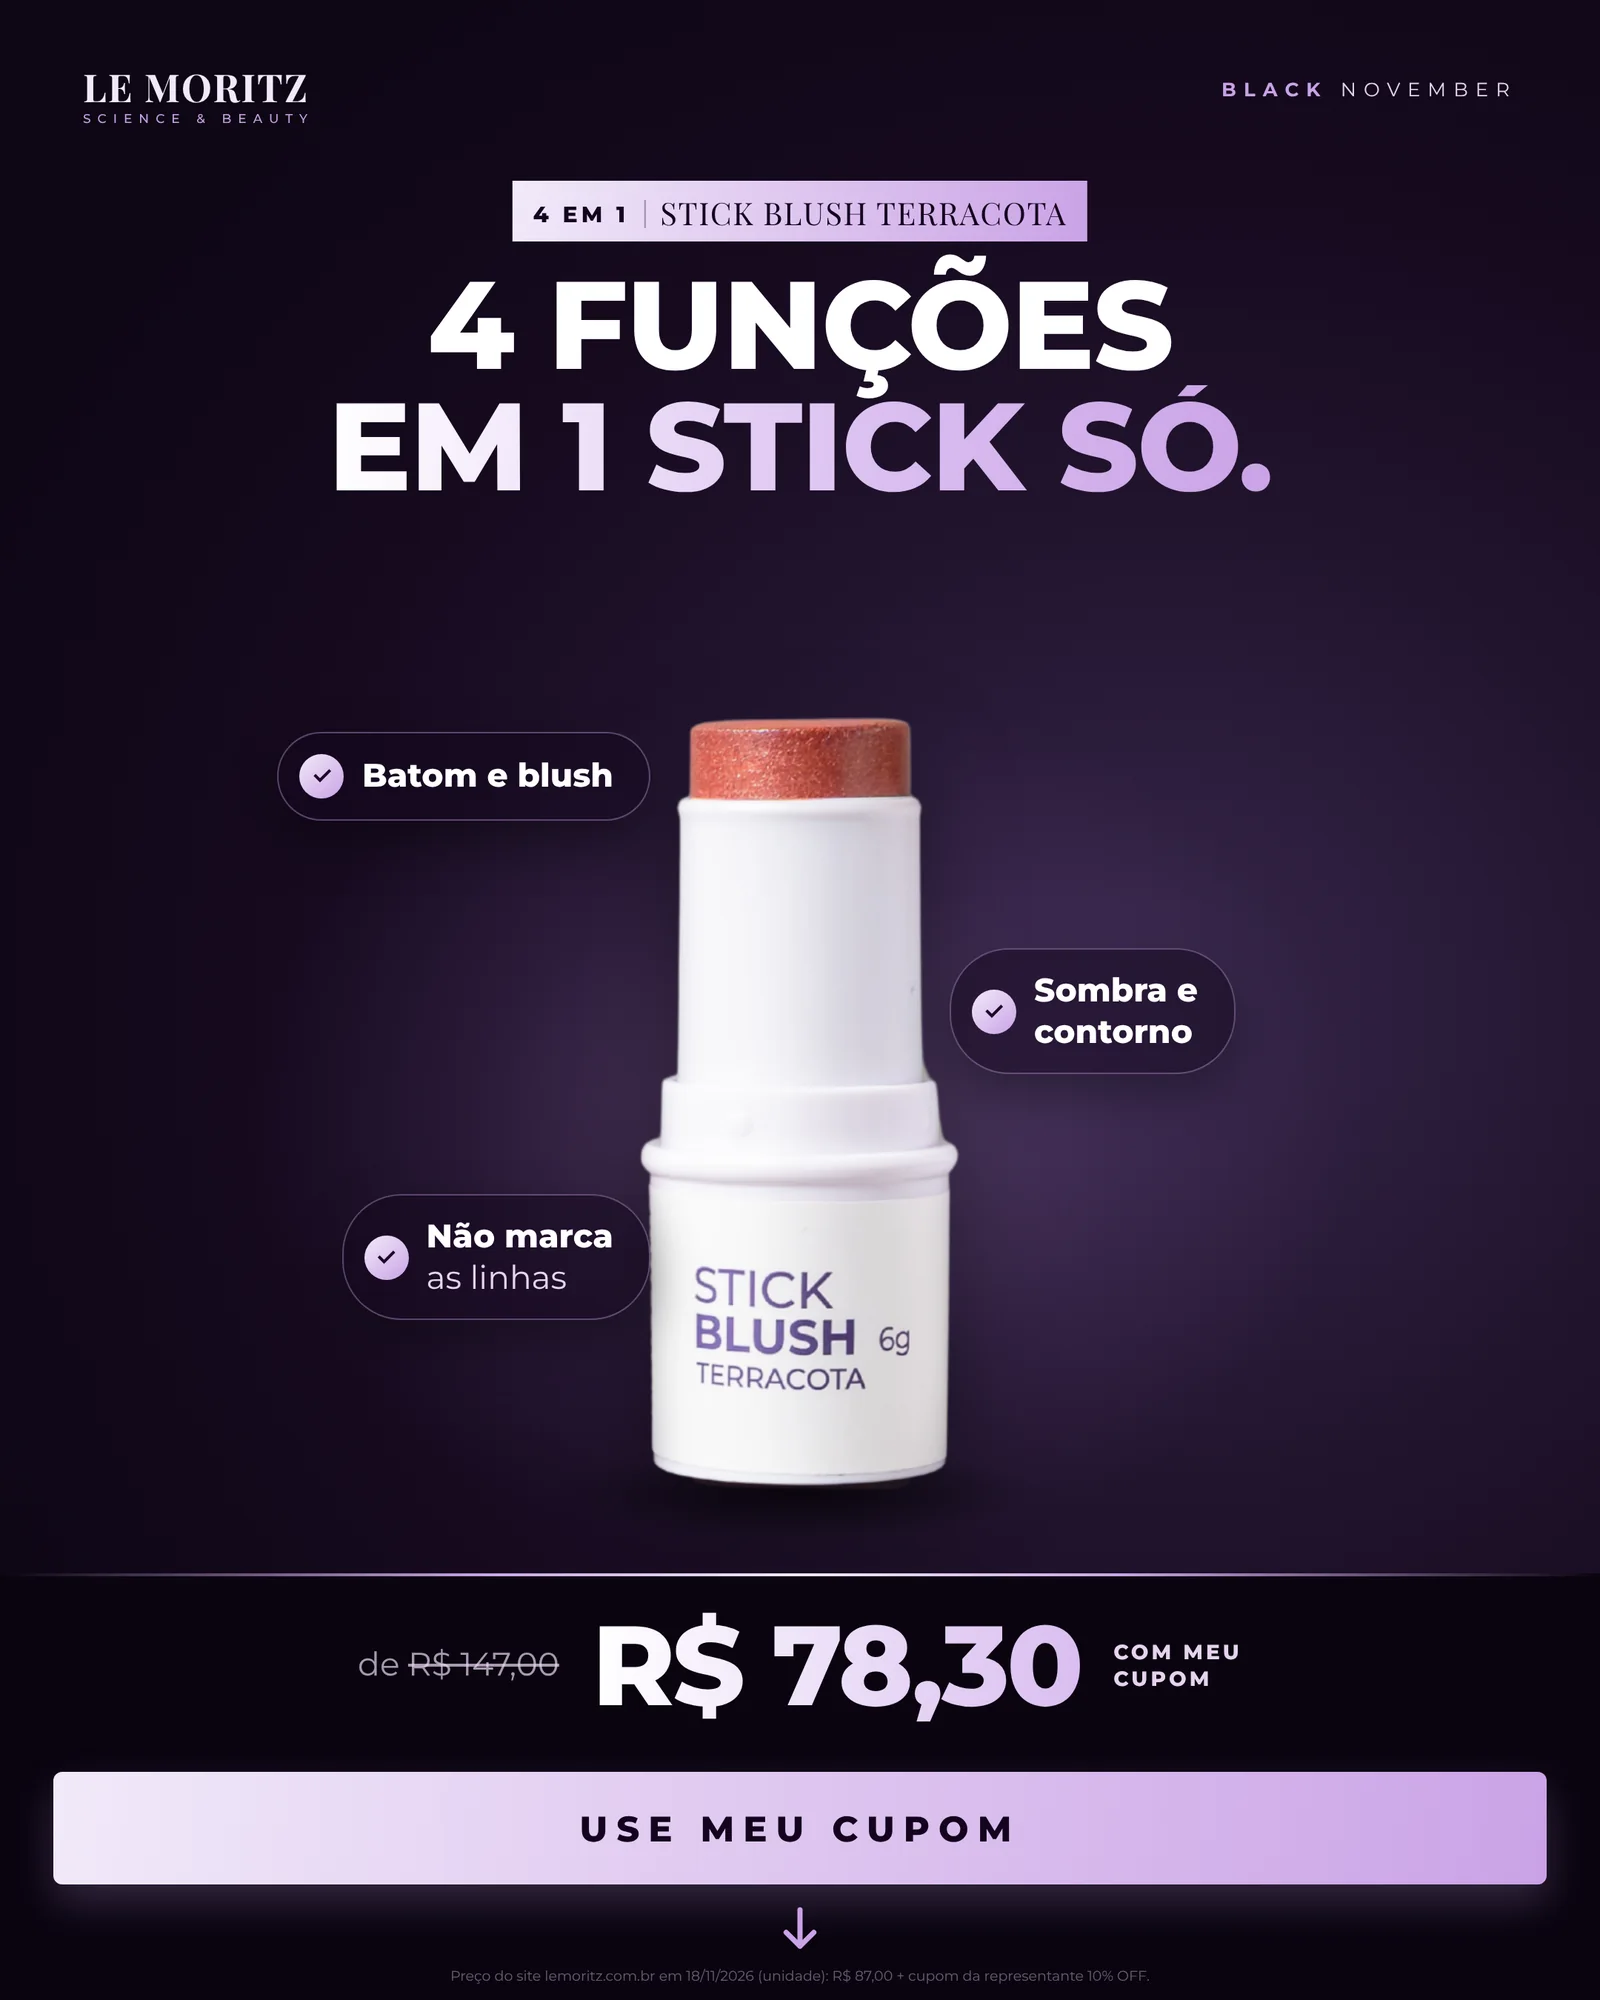 LE MORITZ
SCIENCE & BEAUTY
BLACK NOVEMBER
4 EM 1 | STICK BLUSH TERRACOTA
4 FUNÇÕES
EM 1 STICK SÓ.
Batom e blush
Sombra e
contorno
Não marca
as linhas
STICK
BLUSH 6g
TERRACOTA
de R$ 147,00
R$ 78,30
COM MEU
CUPOM
USE MEU CUPOM
Preço do site lemoritz.com.br em 18/11/2026 (unidade): R$ 87,00 + cupom da representante 10% OFF.